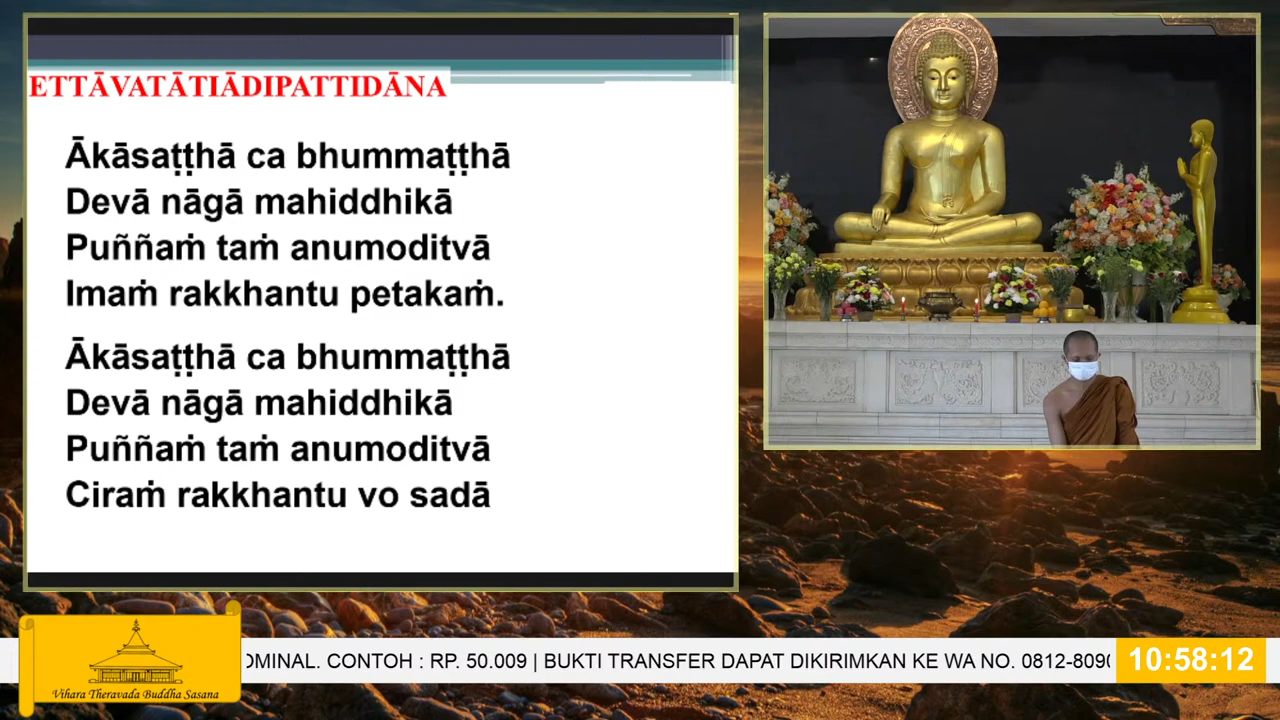 ETTĀVATĀTIĀDIPATTIDĀNA
Ākāsaṭṭhā ca bhummaṭṭhā
Devā nāgā mahiddhikā
Puññaṁ taṁ anumoditvā
Imaṁ rakkhantu petakaṁ.
Ākāsaṭṭhā ca bhummaṭṭhā
Devā nāgā mahiddhikā
Puññaṁ taṁ anumoditvā
Ciraṁ rakkhantu vo sadā
Vihara Theravada Buddha Sasana
OMINAL. CONTOH : RP. 50.009 | BUKTI TRANSFER DAPAT DIKIRIMKAN KE WA NO. 0812-809
10:58:12